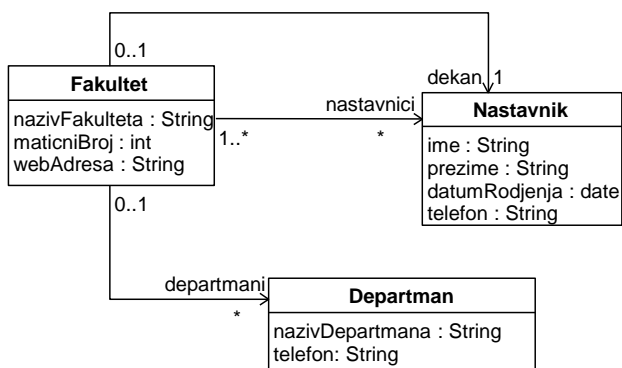 0..1
dekan 1
Fakultet
nazivFakulteta : String
maticniBroj : int
webAdresa : String
nastavnici
1..*
*
Nastavnik
ime : String
prezime : String
datumRodjenja : date
telefon : String
0..1
departmani
*
Departman
nazivDepartmana : String
telefon: String